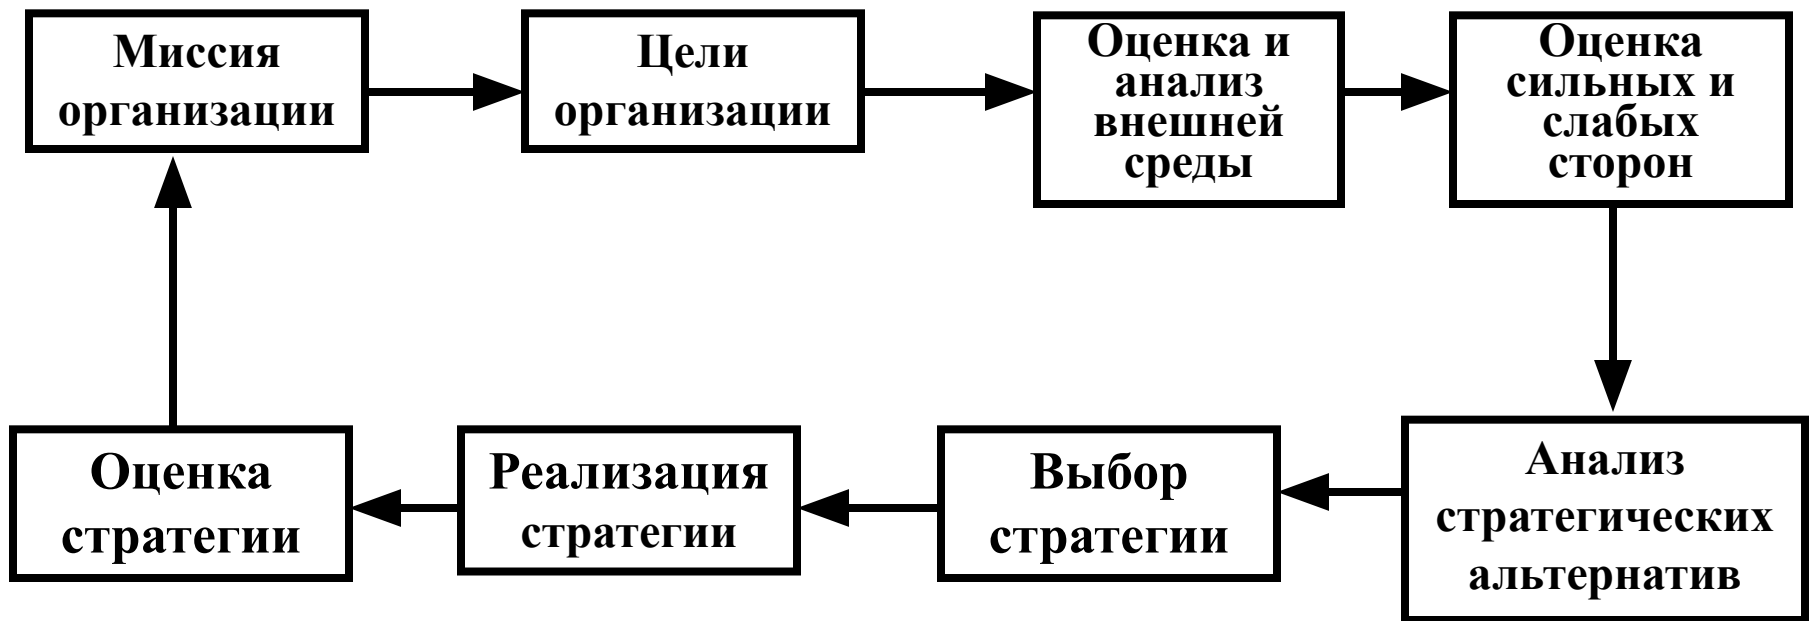 Миссия
организации
Цели
организации
Оценка и
анализ
внешней
среды
Оценка
сильных и
слабых
сторон
Анализ
стратегических
альтернатив
Выбор
стратегии
Реализация
стратегии
Оценка
стратегии